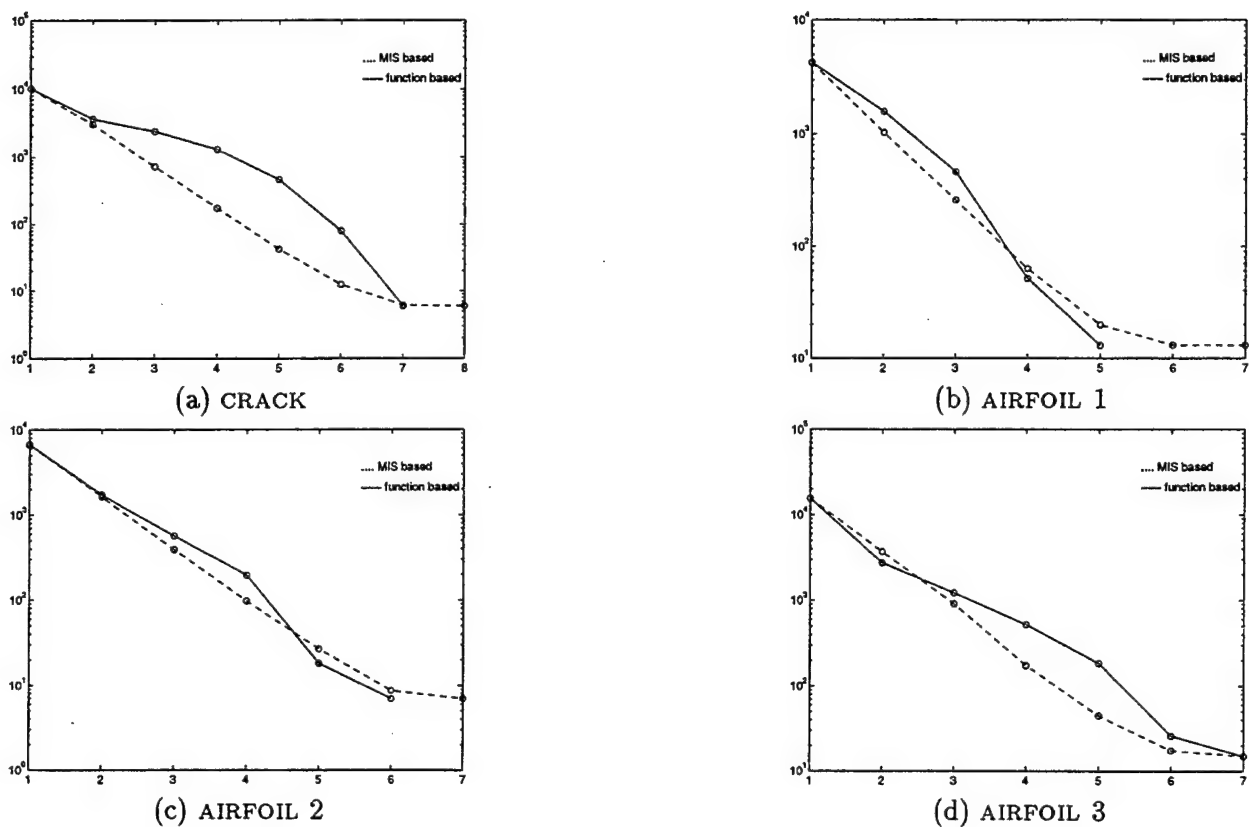 10^5
10^4
10^3
10^2
10^1
10^0
1 2 3 4 5 6 7 8
MIS based
function based
(a) CRACK
10^4
10^3
10^2
10^1
1 2 3 4 5 6 7
MIS based
function based
(b) AIRFOIL 1
10^4
10^3
10^2
10^1
10^0
1 2 3 4 5 6 7
MIS based
function based
(c) AIRFOIL 2
10^5
10^4
10^3
10^2
10^1
1 2 3 4 5 6 7
MIS based
function based
(d) AIRFOIL 3